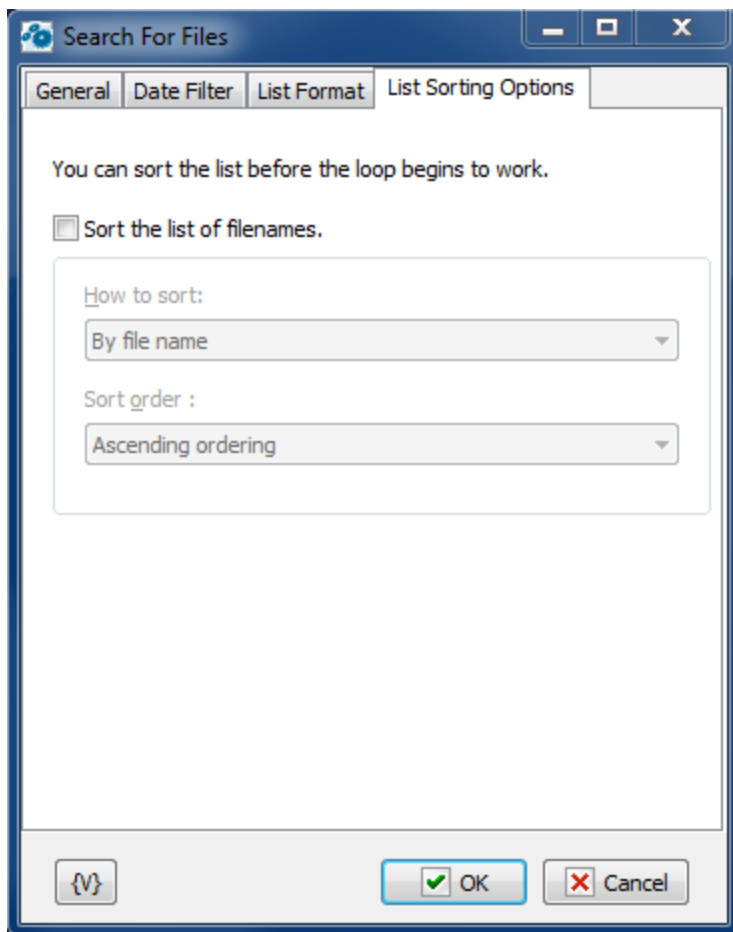 Search For Files
General
Date Filter
List Format
List Sorting Options
You can sort the list before the loop begins to work.
Sort the list of filenames.
How to sort:
By file name
Sort order :
Ascending ordering
{V}
OK
Cancel